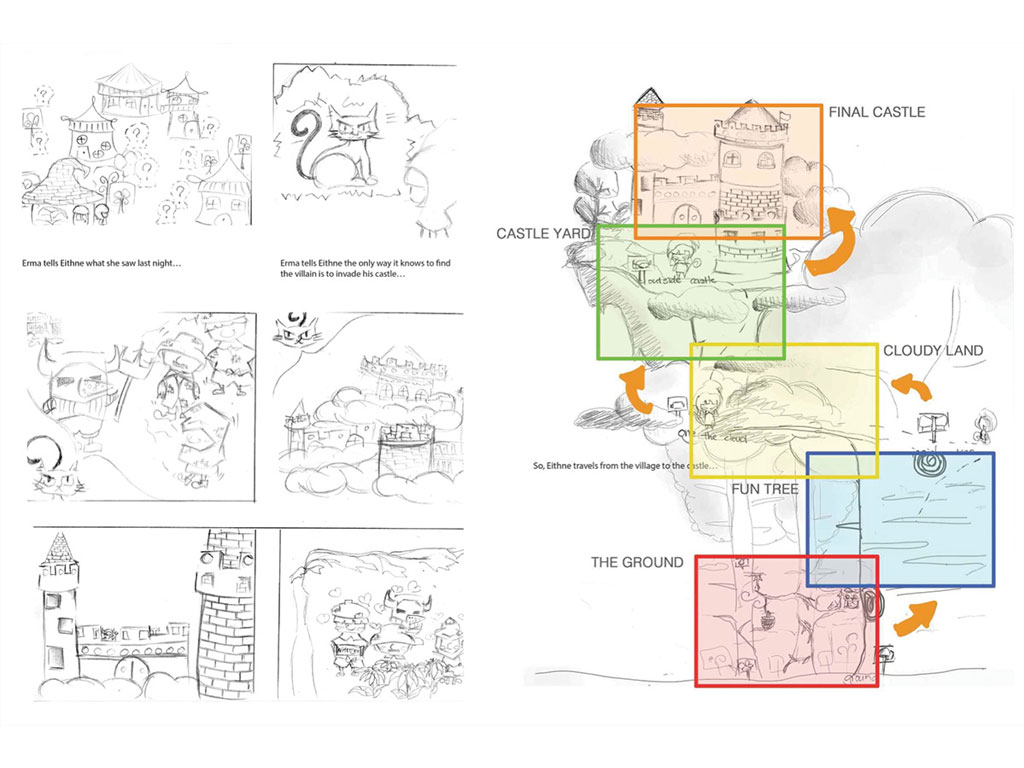 Erma tells Eithne what she saw last night…
Erma tells Eithne the only way it knows to find
the villain is to invade his castle…
FINAL CASTLE
CASTLE YARD
outside castle
CLOUDY LAND
One the cloud
So, Eithne travels from the village to the castle…
FUN TREE
THE GROUND
ground